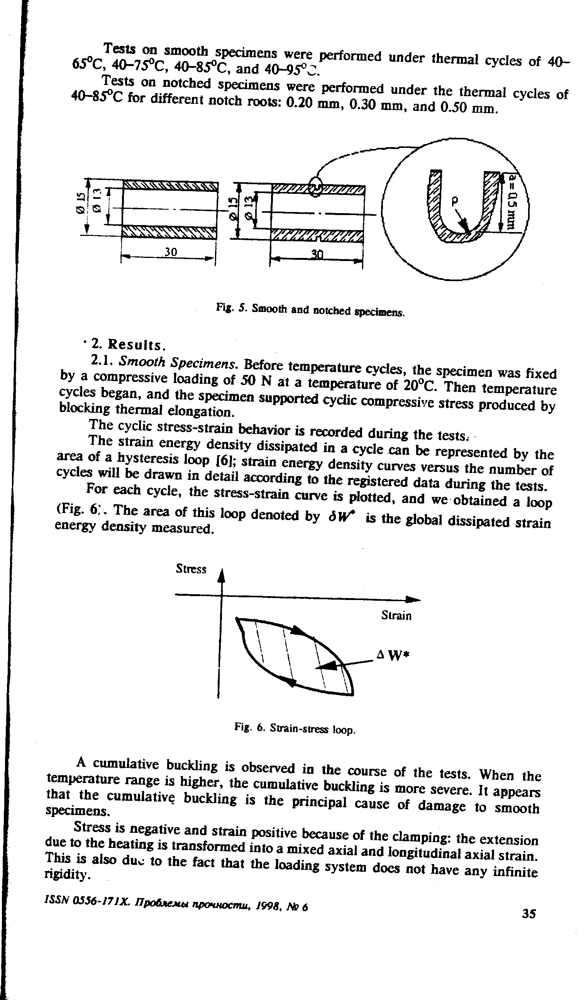 Tests on smooth specimens were performed under thermal cycles of 40–
65⁰C, 40–75⁰C, 40–85⁰C, and 40–95⁰C.
Tests on notched specimens were performed under the thermal cycles of
40–85⁰C for different notch roots: 0.20 mm, 0.30 mm, and 0.50 mm.
Ø 15
Ø 13
30
Ø 15
Ø 13
30
ρ
a = 0,5 mm
Fig. 5. Smooth and notched specimens.
2. Results.
2.1. Smooth Specimens. Before temperature cycles, the specimen was fixed
by a compressive loading of 50 N at a temperature of 20⁰C. Then temperature
cycles began, and the specimen supported cyclic compressive stress produced by
blocking thermal elongation.
The cyclic stress-strain behavior is recorded during the tests.
The strain energy density dissipated in a cycle can be represented by the
area of a hysteresis loop [6]; strain energy density curves versus the number of
cycles will be drawn in detail according to the registered data during the tests.
For each cycle, the stress-strain curve is plotted, and we obtained a loop
(Fig. 6). The area of this loop denoted by δW* is the global dissipated strain
energy density measured.
Stress
Strain
Δ W*
Fig. 6. Strain-stress loop.
A cumulative buckling is observed in the course of the tests. When the
temperature range is higher, the cumulative buckling is more severe. It appears
that the cumulative buckling is the principal cause of damage to smooth
specimens.
Stress is negative and strain positive because of the clamping: the extension
due to the heating is transformed into a mixed axial and longitudinal axial strain.
This is also due to the fact that the loading system does not have any infinite
rigidity.
ISSN 0556-171X. Проблемы прочности, 1998, № 6
35